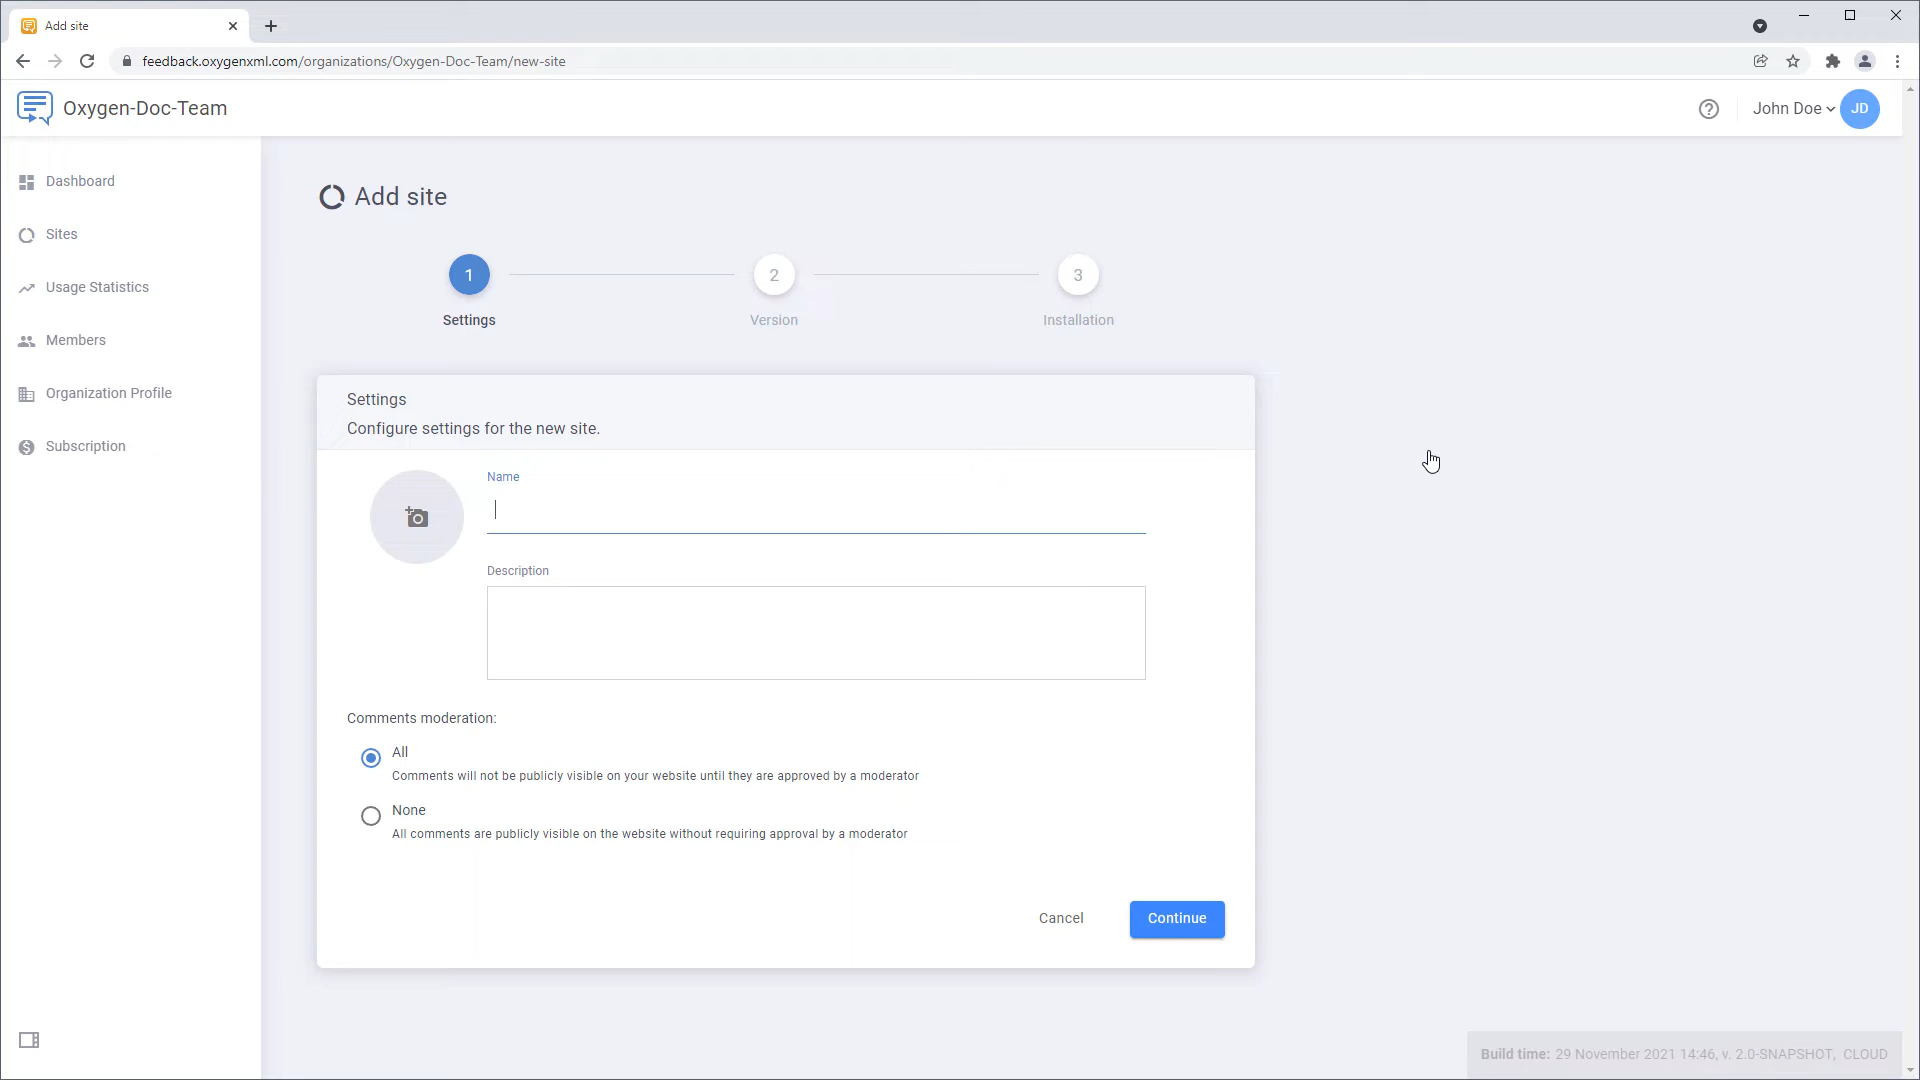 Add site
feedback.oxygenxml.com/organizations/Oxygen-Doc-Team/new-site
Oxygen-Doc-Team
John Doe
JD
Dashboard
Sites
Usage Statistics
Members
Organization Profile
Subscription
Add site
1
2
3
Settings
Version
Installation
Settings
Configure settings for the new site.
Name
Description
Comments moderation:
All
Comments will not be publicly visible on your website until they are approved by a moderator
None
All comments are publicly visible on the website without requiring approval by a moderator
Cancel
Continue
Build time: 29 November 2021 14:46, v. 2.0-SNAPSHOT, CLOUD